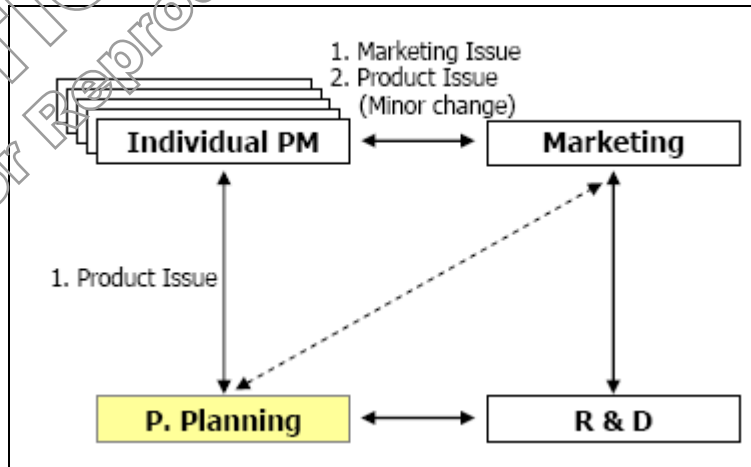 1. Marketing Issue
2. Product Issue
(Minor change)
Individual PM
Marketing
1. Product Issue
P. Planning
R & D